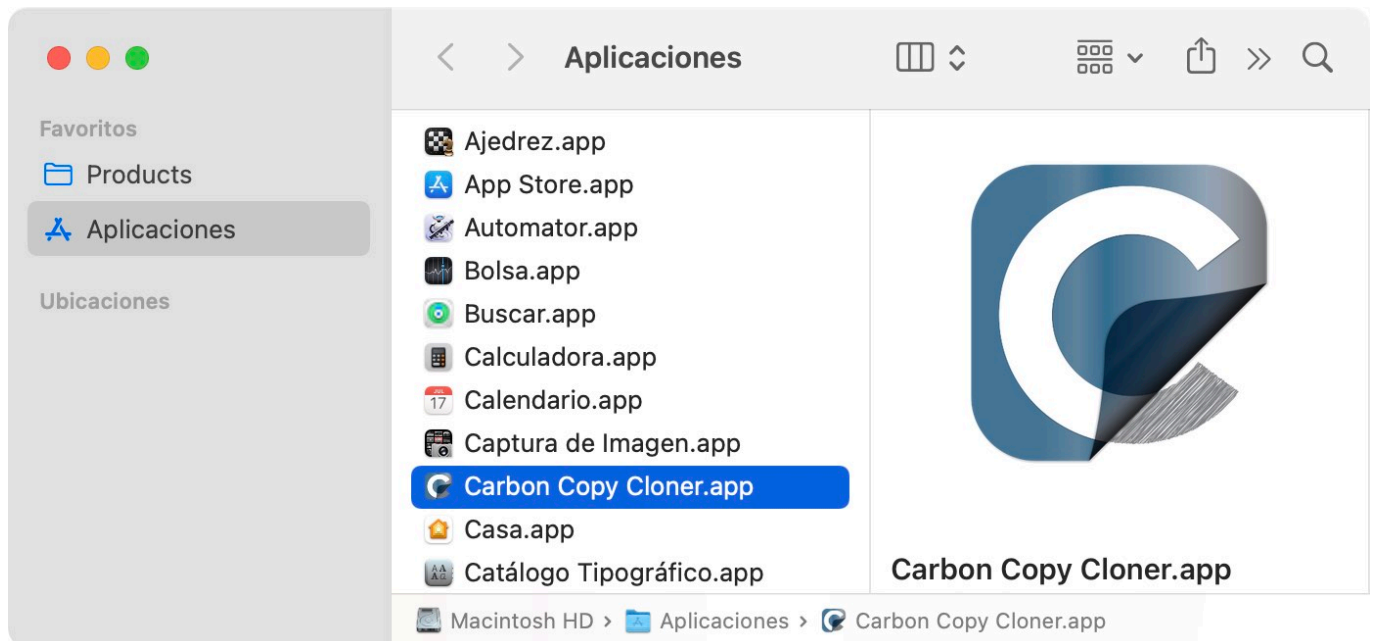 Aplicaciones
Favoritos
Products
Aplicaciones
Ubicaciones
Ajedrez.app
App Store.app
Automator.app
Bolsa.app
Buscar.app
Calculadora.app
Calendario.app
Captura de Imagen.app
Carbon Copy Cloner.app
Casa.app
Catálogo Tipográfico.app
Carbon Copy Cloner.app
Macintosh HD › Aplicaciones › Carbon Copy Cloner.app